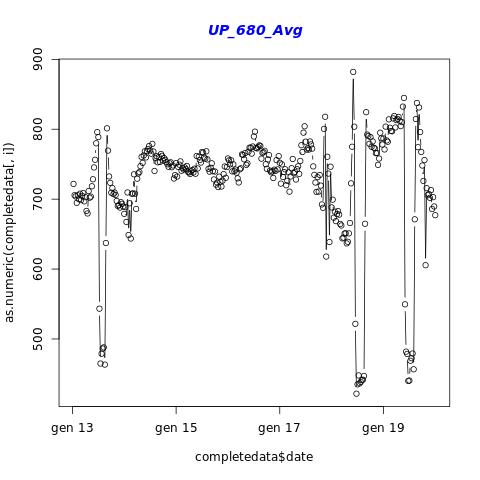 UP_680_Avg
as.numeric(completedata[, i])
900
800
700
600
500
gen 13
gen 15
gen 17
gen 19
completedata$date